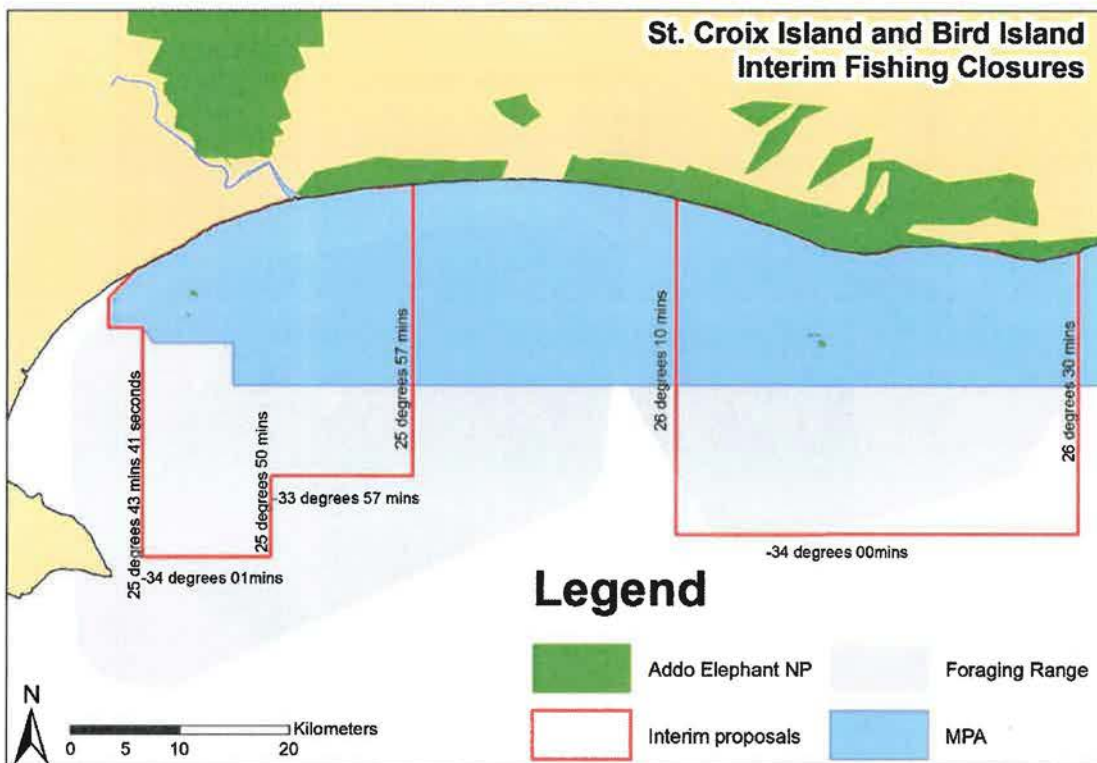 St. Croix Island and Bird Island
Interim Fishing Closures
25 degrees 43 mins 41 seconds
25 degrees 50 mins
25 degrees 57 mins
26 degrees 10 mins
26 degrees 30 mins
-33 degrees 57 mins
-34 degrees 01mins
-34 degrees 00mins
Legend
Addo Elephant NP
Foraging Range
Interim proposals
MPA
N
Kilometers
0 5 10 20